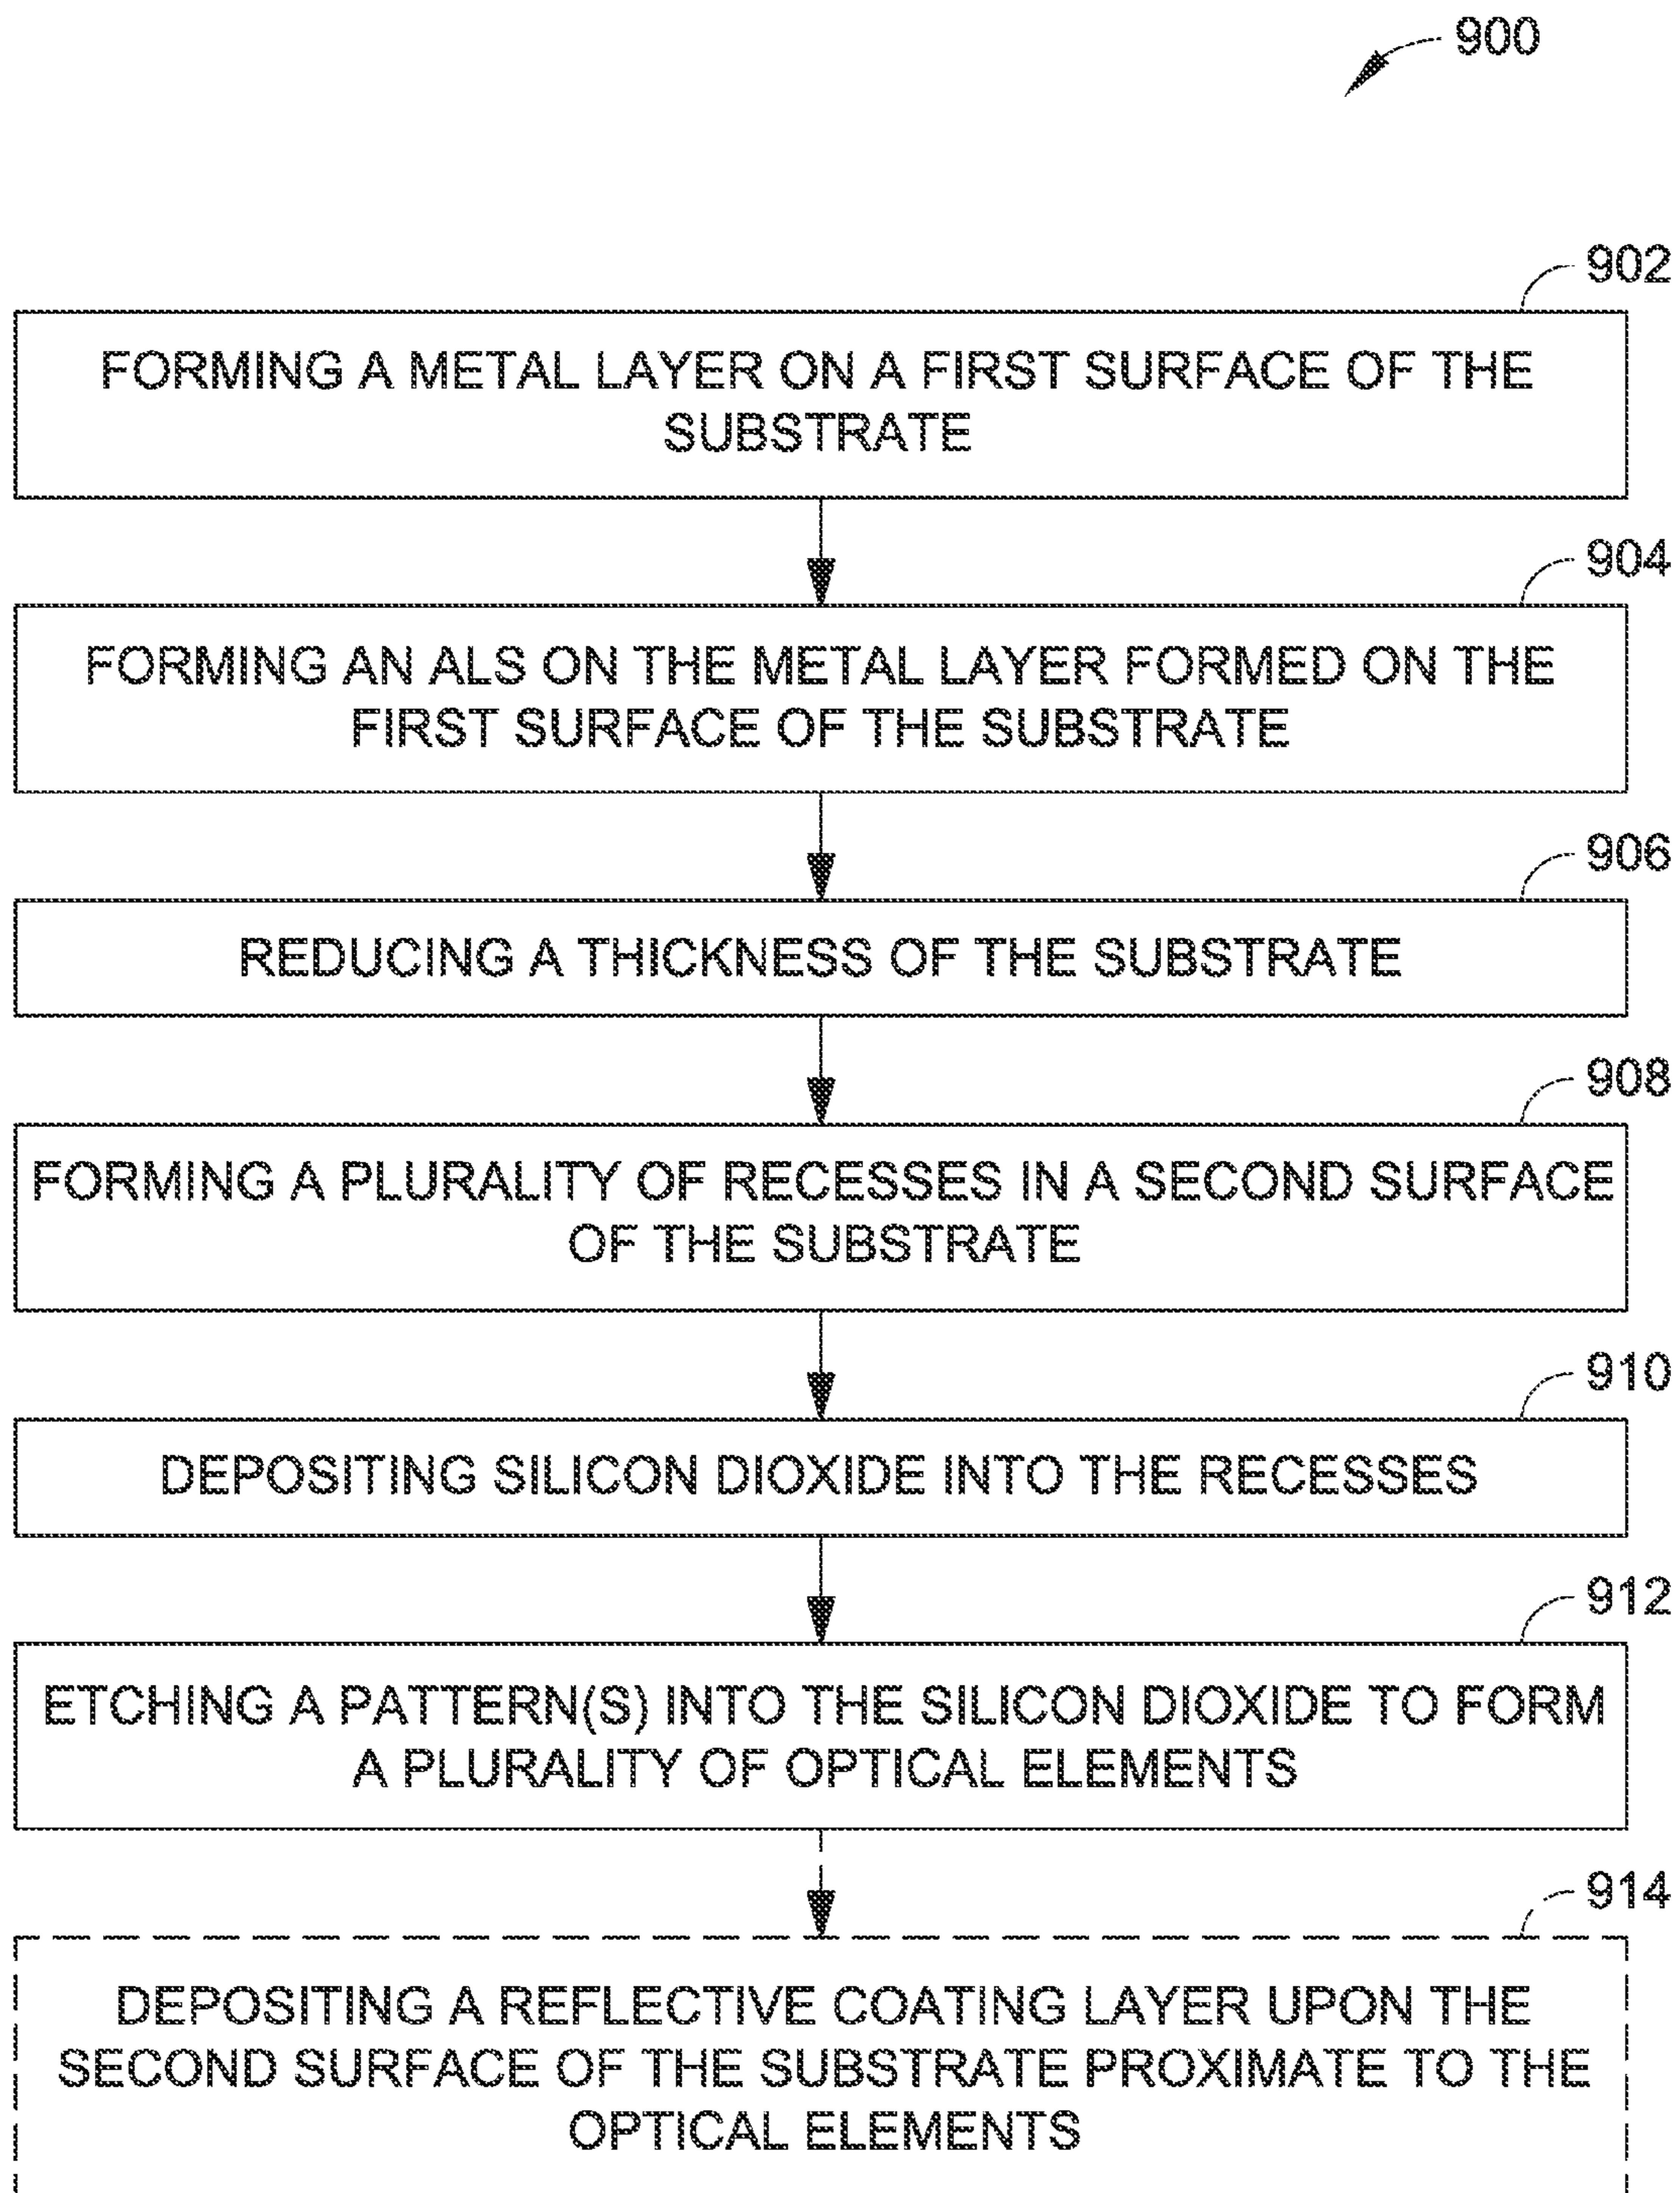 900
902
FORMING A METAL LAYER ON A FIRST SURFACE OF THE
SUBSTRATE
904
FORMING AN ALS ON THE METAL LAYER FORMED ON THE
FIRST SURFACE OF THE SUBSTRATE
906
REDUCING A THICKNESS OF THE SUBSTRATE
908
FORMING A PLURALITY OF RECESSES IN A SECOND SURFACE
OF THE SUBSTRATE
910
DEPOSITING SILICON DIOXIDE INTO THE RECESSES
912
ETCHING A PATTERN(S) INTO THE SILICON DIOXIDE TO FORM
A PLURALITY OF OPTICAL ELEMENTS
914
DEPOSITING A REFLECTIVE COATING LAYER UPON THE
SECOND SURFACE OF THE SUBSTRATE PROXIMATE TO THE
OPTICAL ELEMENTS